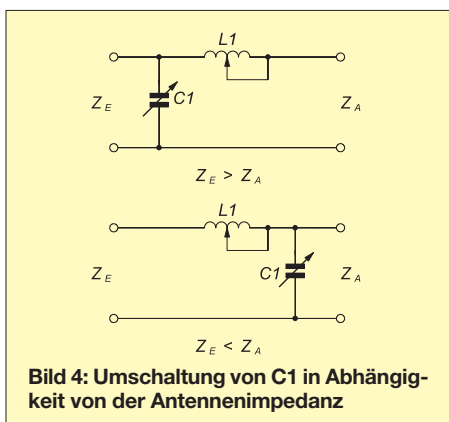 L1
Z E C1 Z A
Z E > Z A
L1
Z E C1 Z A
Z E < Z A
Bild 4: Umschaltung von C1 in Abhängig-
keit von der Antennenimpedanz